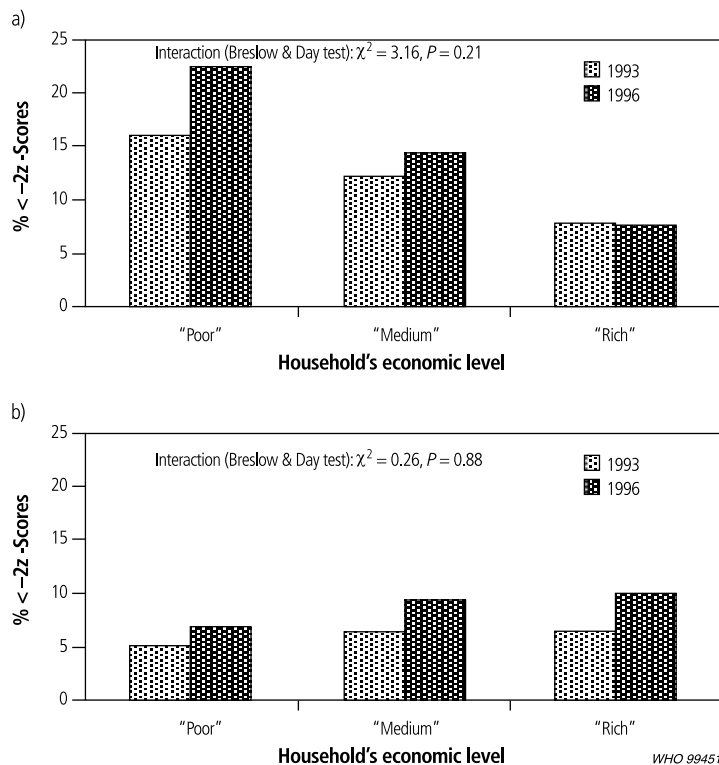 a)
25
Interaction (Breslow & Day test): χ² = 3.16, P = 0.21
1993
20
1996
15
10
5
0
% < –2z -Scores
"Poor"
"Medium"
"Rich"
Household's economic level
b)
25
Interaction (Breslow & Day test): χ² = 0.26, P = 0.88
1993
20
1996
15
10
5
0
% < –2z -Scores
"Poor"
"Medium"
"Rich"
Household's economic level
WHO 99451